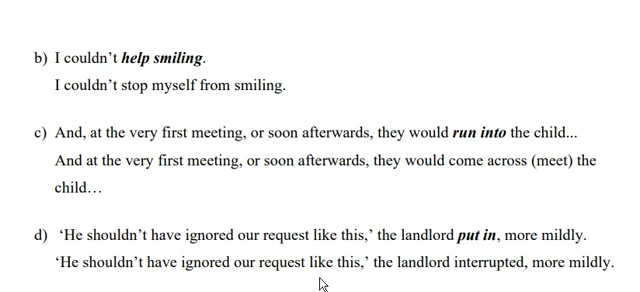 b) I couldn’t help smiling.
I couldn’t stop myself from smiling.
c) And, at the very first meeting, or soon afterwards, they would run into the child...
And at the very first meeting, or soon afterwards, they would come across (meet) the
child…
d) ‘He shouldn’t have ignored our request like this,’ the landlord put in, more mildly.
‘He shouldn’t have ignored our request like this,’ the landlord interrupted, more mildly.